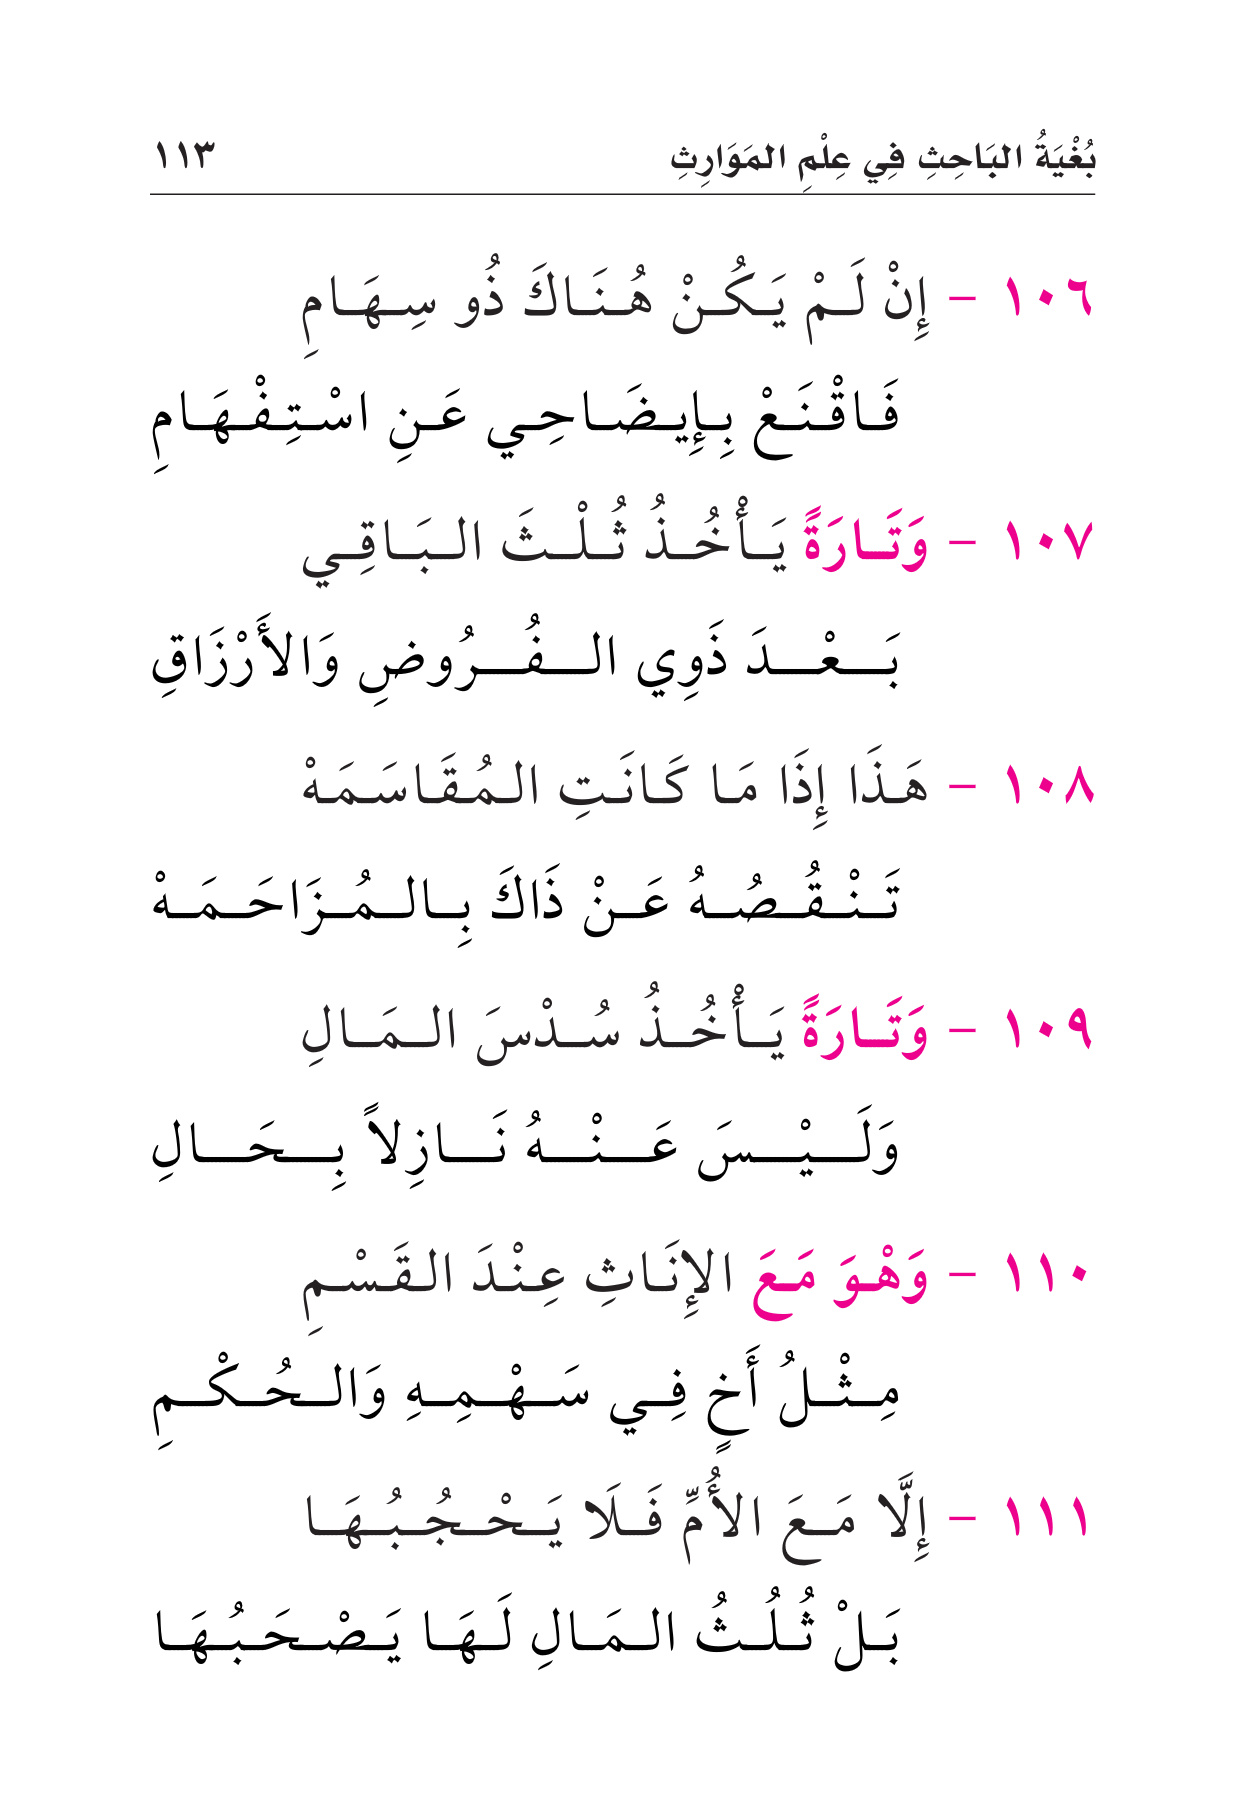 بُغْيَةُ البَاحِثِ فِي عِلْمِ المَوَارِثِ ١١٣
١٠٦ - إِنْ لَمْ يَكُنْ هُنَاكَ ذُو سِهَامِ
فَاقْنَعْ بِإِيضَاحِي عَنِ اسْتِفْهَامِ
١٠٧ - وَتَارَةً يَأْخُذُ ثُلْثَ البَاقِي
بَعْدَ ذَوِي الفُرُوضِ وَالأَرْزَاقِ
١٠٨ - هَذَا إِذَا مَا كَانَتِ المُقَاسَمَهْ
تَنْقُصُهُ عَنْ ذَاكَ بِالمُزَاحَمَهْ
١٠٩ - وَتَارَةً يَأْخُذُ سُدْسَ المَالِ
وَلَيْسَ عَنْهُ نَازِلاً بِحَالِ
١١٠ - وَهْوَ مَعَ الإِنَاثِ عِنْدَ القَسْمِ
مِثْلُ أَخٍ فِي سَهْمِهِ وَالحُكْمِ
١١١ - إِلَّا مَعَ الأُمِّ فَلَا يَحْجُبُهَا
بَلْ ثُلُثُ المَالِ لَهَا يَصْحَبُهَا